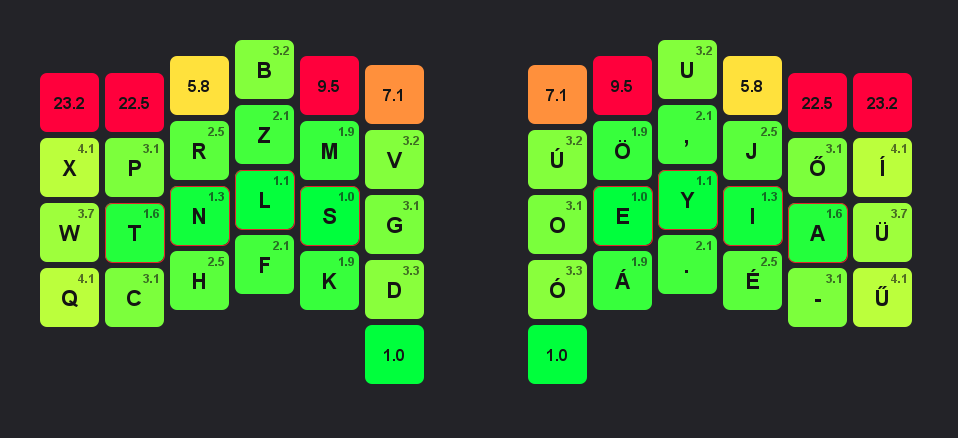 23.2 22.5 5.8 3.2 B 9.5 7.1 7.1 9.5 3.2 U 5.8 22.5 23.2
4.1 X 3.1 P 2.5 R 2.1 Z 1.9 M 3.2 V 3.2 Ú 1.9 Ö 2.1 , 2.5 J 3.1 Ő 4.1 Í
3.7 W 1.6 T 1.3 N 1.1 L 1.0 S 3.1 G 3.1 O 1.0 E 1.1 Y 1.3 I 1.6 A 3.7 Ü
4.1 Q 3.1 C 2.5 H 2.1 F 1.9 K 3.3 D 3.3 Ó 1.9 Á 2.1 . 2.5 É 3.1 - 4.1 Ű
1.0 1.0